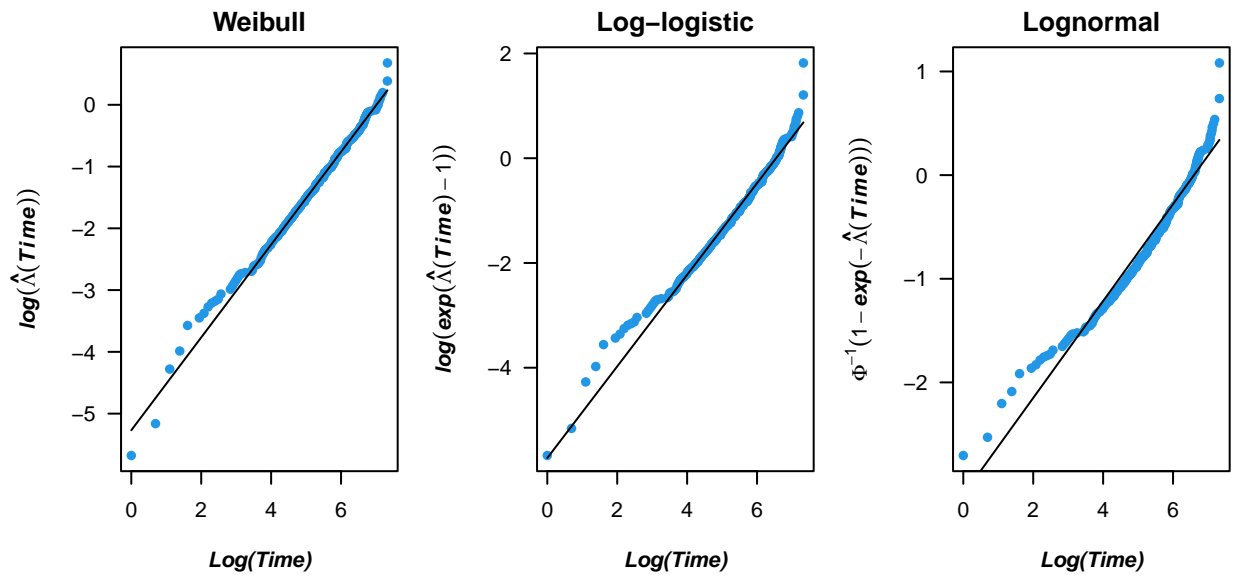 Weibull
log(Λ̂(Time))
0
−1
−2
−3
−4
−5
0 2 4 6
Log(Time)
Log−logistic
log(exp(Λ̂(Time)−1))
2
0
−2
−4
0 2 4 6
Log(Time)
Lognormal
Φ⁻¹(1−exp(−Λ̂(Time)))
1
0
−1
−2
0 2 4 6
Log(Time)